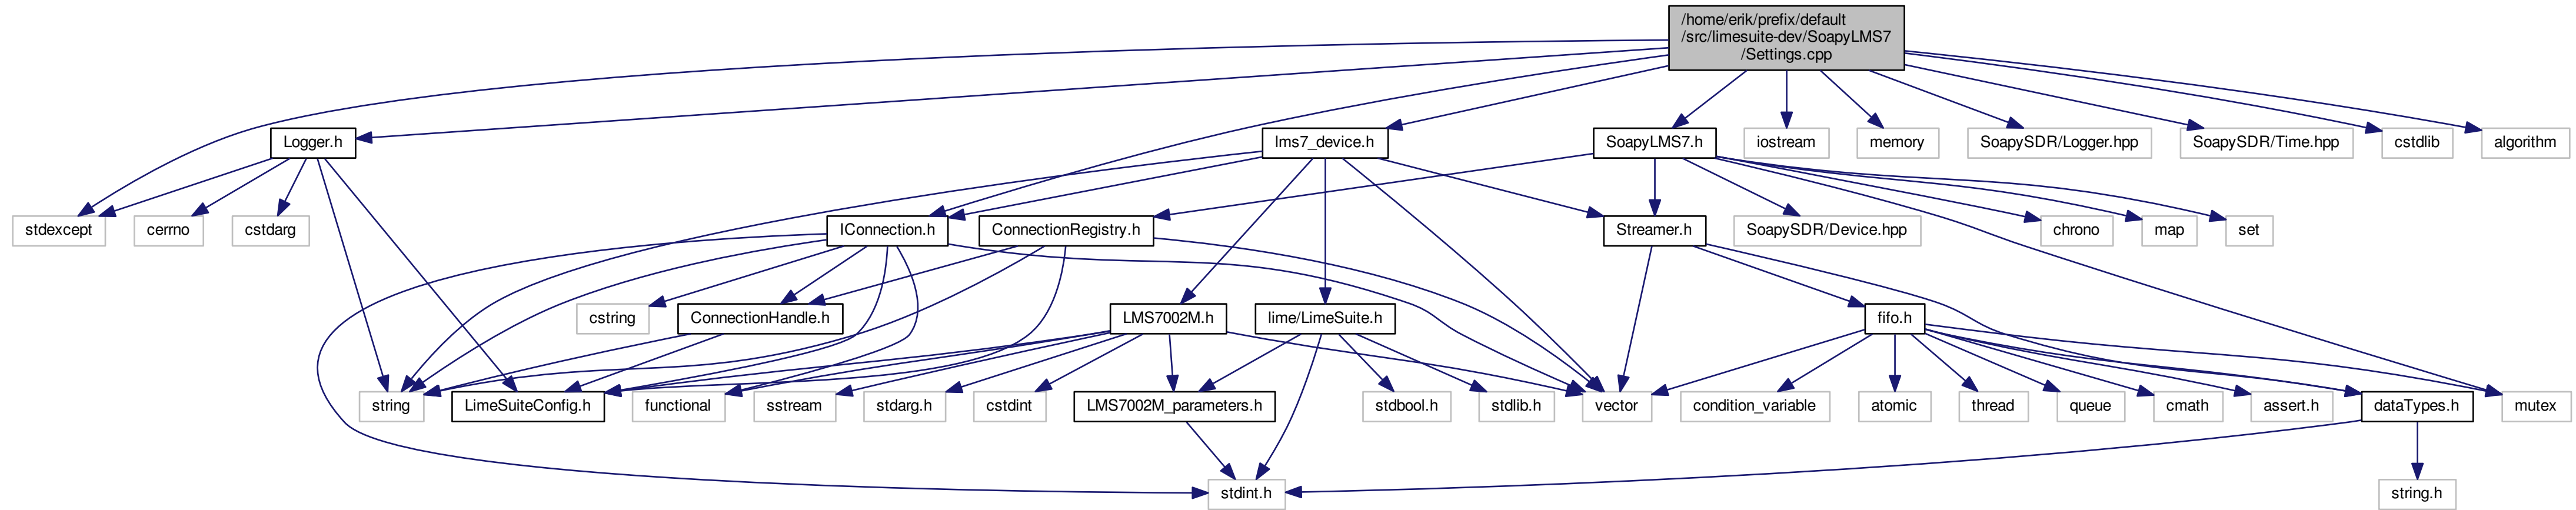 /home/erik/prefix/default
/src/limesuite-dev/SoapyLMS7
/Settings.cpp
Logger.h
lms7_device.h
SoapyLMS7.h
iostream
memory
SoapySDR/Logger.hpp
SoapySDR/Time.hpp
cstdlib
algorithm
stdexcept
cerrno
cstdarg
IConnection.h
ConnectionRegistry.h
Streamer.h
SoapySDR/Device.hpp
chrono
map
set
cstring
ConnectionHandle.h
LMS7002M.h
lime/LimeSuite.h
fifo.h
string
LimeSuiteConfig.h
functional
sstream
stdarg.h
cstdint
LMS7002M_parameters.h
stdbool.h
stdlib.h
vector
condition_variable
atomic
thread
queue
cmath
assert.h
dataTypes.h
mutex
stdint.h
string.h